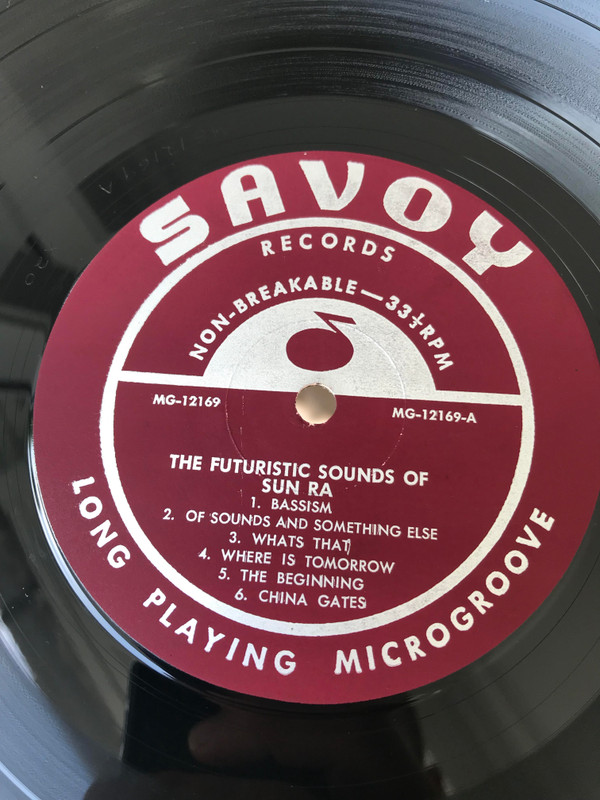 SAVOY
RECORDS
NON-BREAKABLE—33⅓RPM
MG-12169
MG-12169-A
THE FUTURISTIC SOUNDS OF
SUN RA
1. BASSISM
2. OF SOUNDS AND SOMETHING ELSE
3. WHATS THAT
4. WHERE IS TOMORROW
5. THE BEGINNING
6. CHINA GATES
LONG PLAYING MICROGROOVE